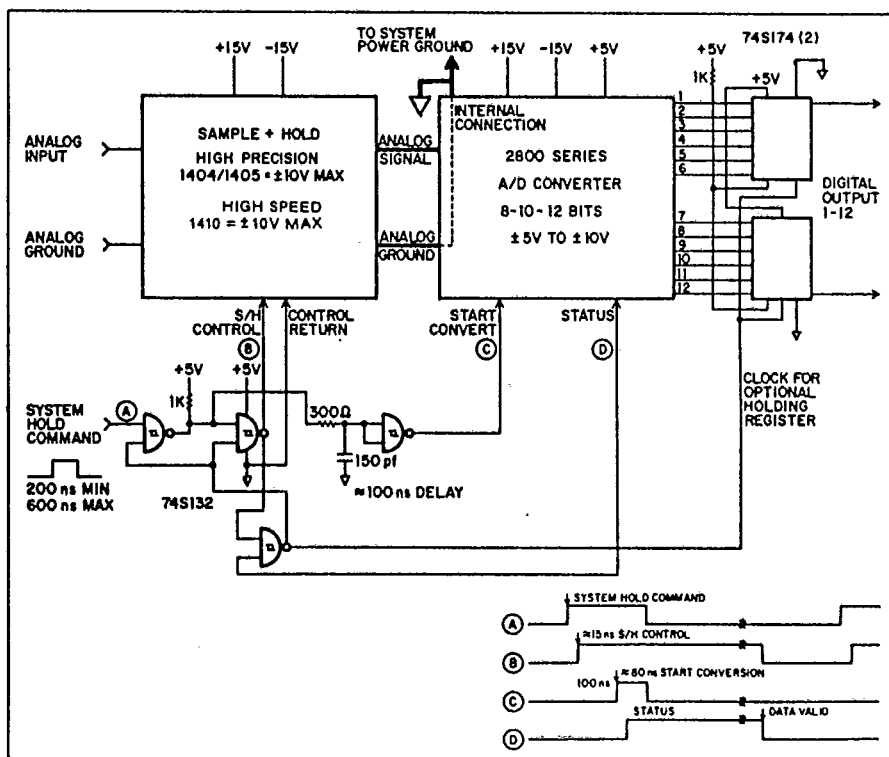 TO SYSTEM
POWER GROUND
+15V -15V
+15V -15V +5V
+5V
74S174 (2)
1K
+5V
INTERNAL
CONNECTION
ANALOG
INPUT
SAMPLE + HOLD
HIGH PRECISION
1404/1405 = ±10V MAX
HIGH SPEED
1410 = ±10V MAX
ANALOG
SIGNAL
2800 SERIES
A/D CONVERTER
8-10-12 BITS
±5V TO ±10V
1
2
3
4
5
6
7
8
9
10
11
12
DIGITAL
OUTPUT
1-12
ANALOG
GROUND
ANALOG
GROUND
S/H
CONTROL
B
CONTROL
RETURN
START
CONVERT
C
STATUS
D
+5V
1K
+5V
SYSTEM
HOLD
COMMAND
A
300Ω
150 pf
≈100 ns DELAY
200 ns MIN
600 ns MAX
74S132
CLOCK FOR
OPTIONAL
HOLDING
REGISTER
A
SYSTEM HOLD COMMAND
B
≈15 ns S/H CONTROL
C
100 ns
≈80 ns START CONVERSION
D
STATUS
DATA VALID